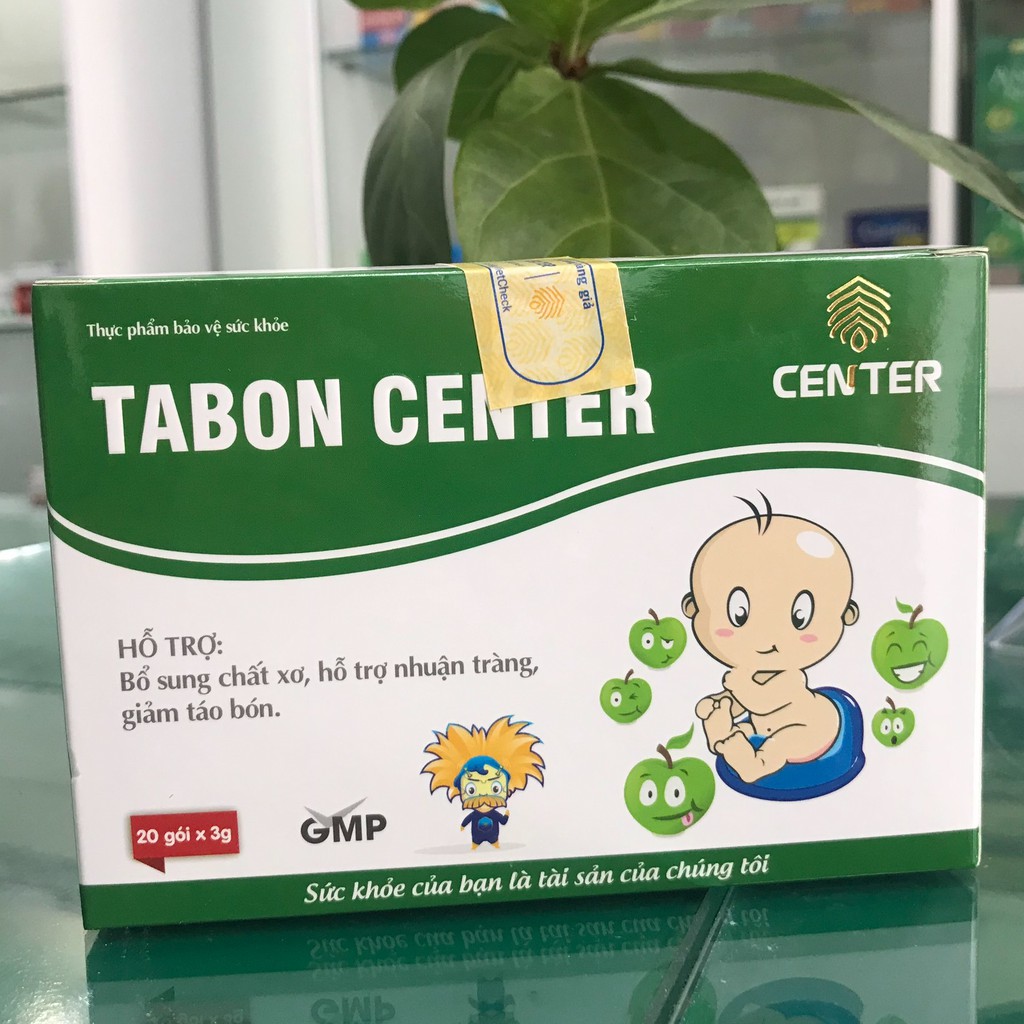 Thực phẩm bảo vệ sức khỏe
TABON CENTER
CENTER
HỖ TRỢ:
Bổ sung chất xơ, hỗ trợ nhuận tràng,
giảm táo bón.
20 gói x 3g
GMP
Sức khỏe của bạn là tài sản của chúng tôi